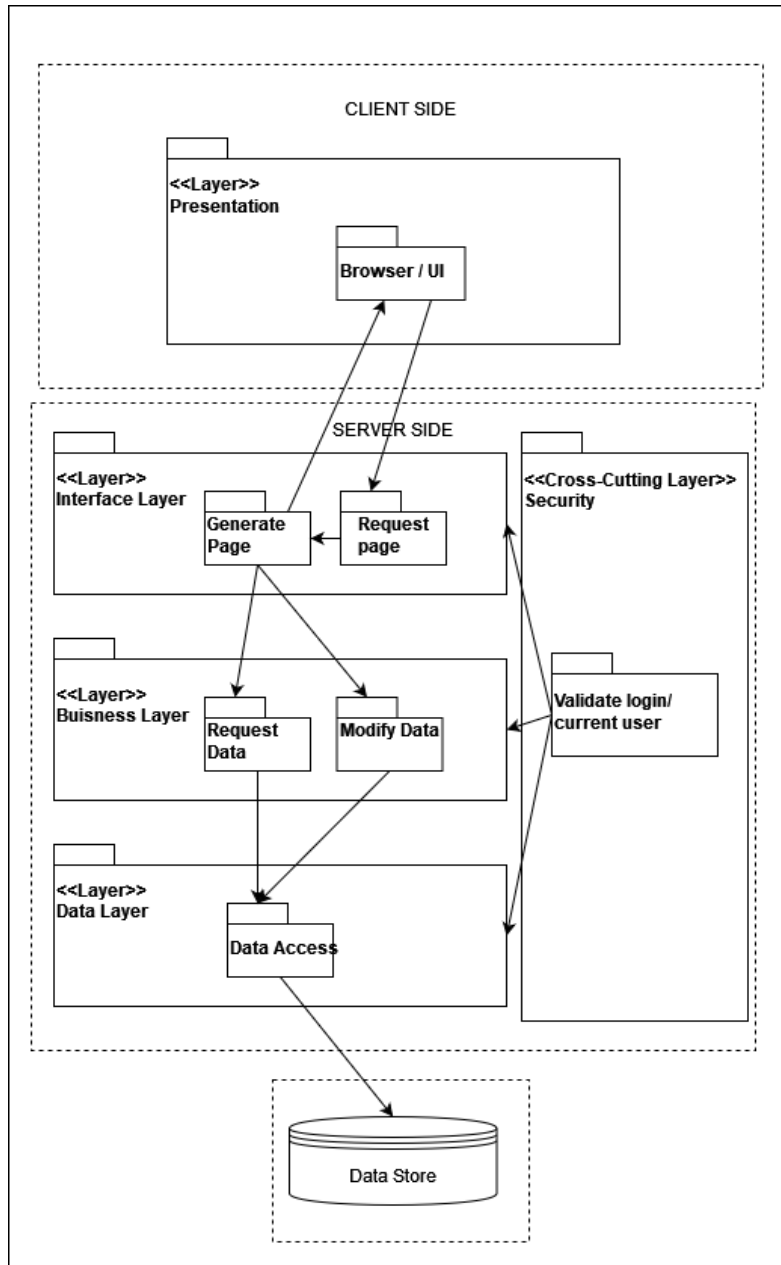 CLIENT SIDE
<<Layer>>
Presentation
Browser / UI
SERVER SIDE
<<Layer>>
Interface Layer
Generate
Page
Request
page
<<Cross-Cutting Layer>>
Security
<<Layer>>
Buisness Layer
Request
Data
Modify Data
Validate login/
current user
<<Layer>>
Data Layer
Data Access
Data Store